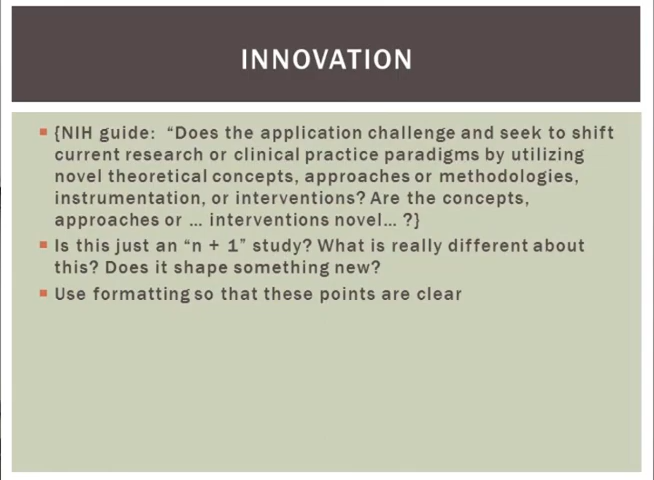 INNOVATION
{NIH guide: “Does the application challenge and seek to shift
current research or clinical practice paradigms by utilizing
novel theoretical concepts, approaches or methodologies,
instrumentation, or interventions? Are the concepts,
approaches or … interventions novel… ?}
Is this just an “n + 1” study? What is really different about
this? Does it shape something new?
Use formatting so that these points are clear